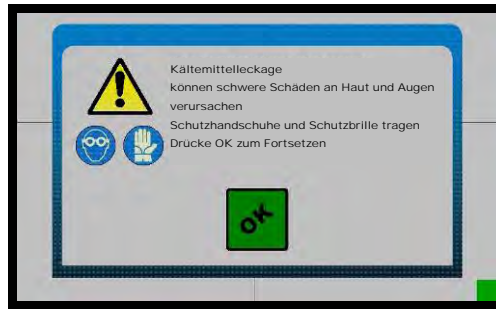 Kältemittelleckage
können schwere Schäden an Haut und Augen
verursachen
Schutzhandschuhe und Schutzbrille tragen
Drücke OK zum Fortsetzen
OK